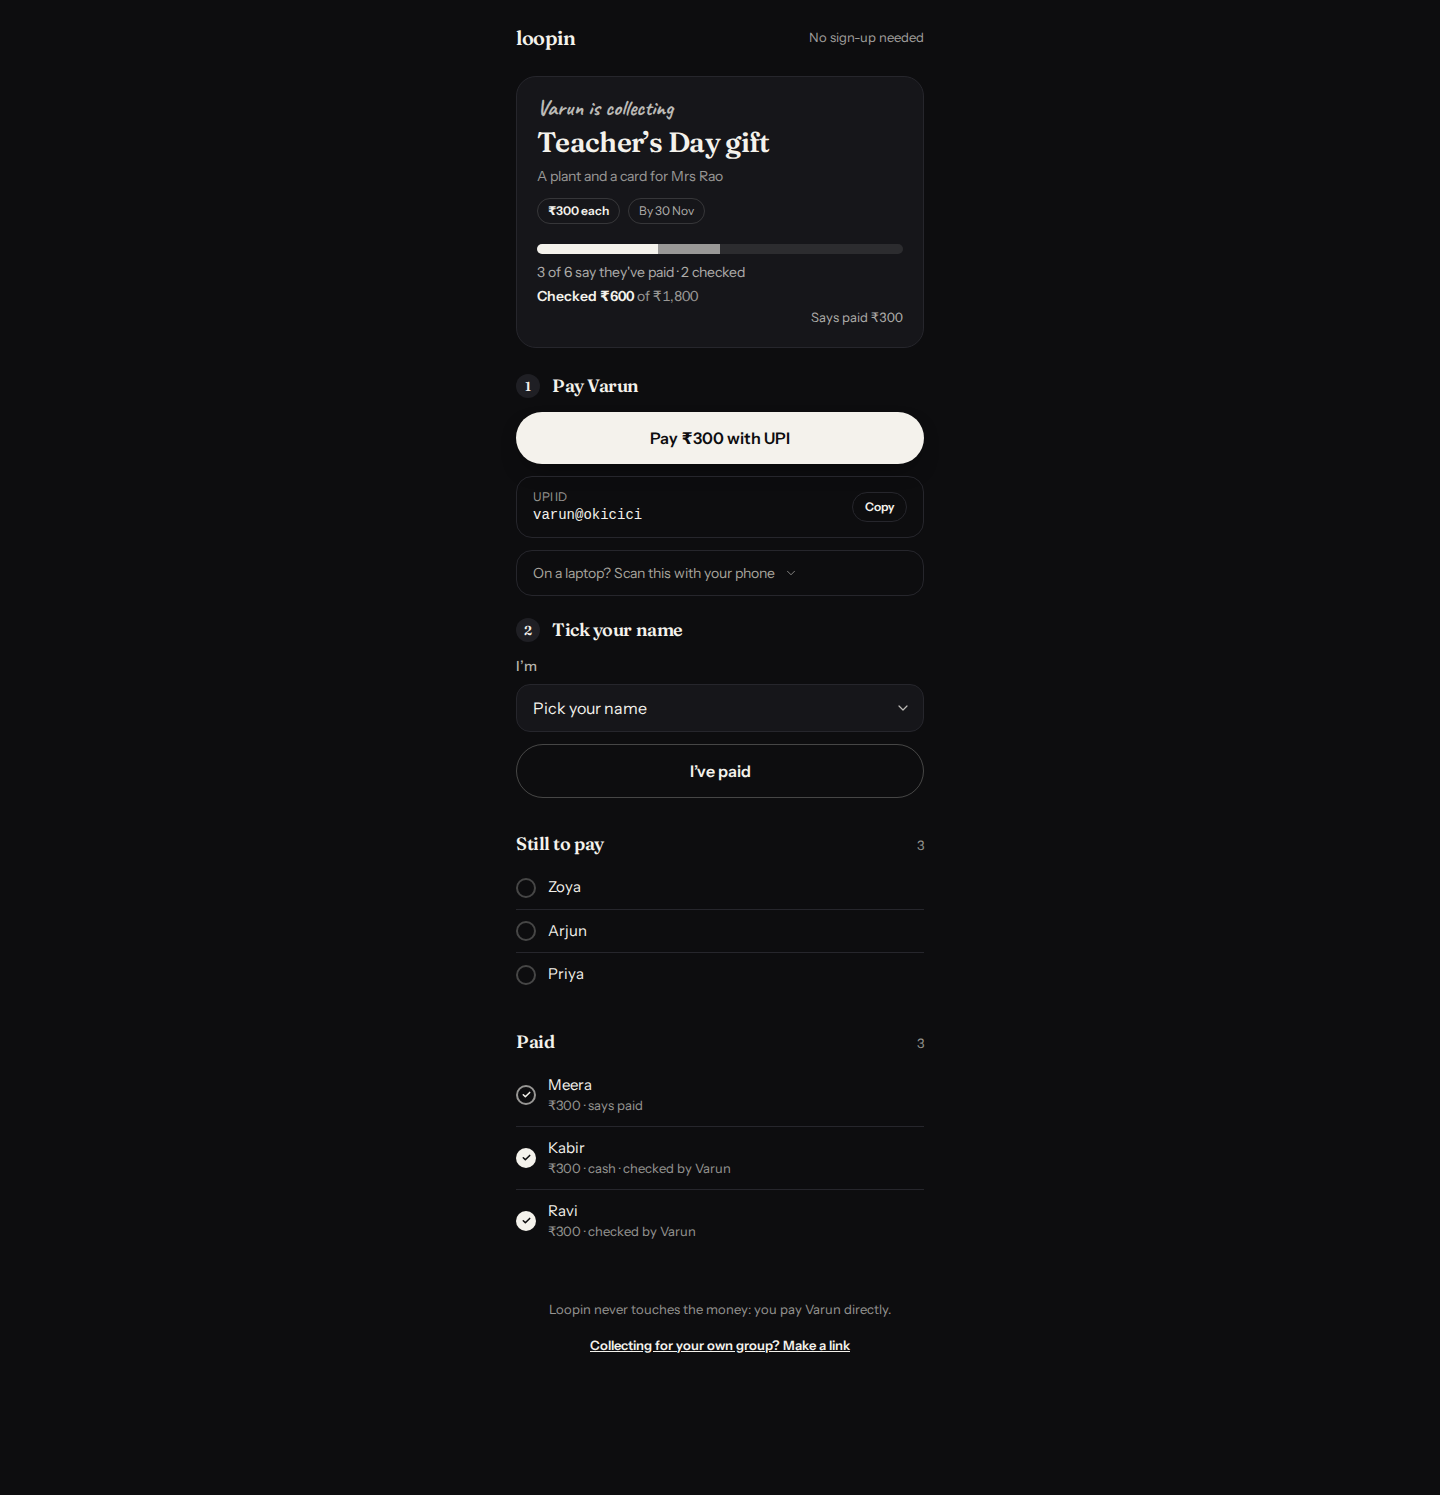 loopin
No sign-up needed
Varun is collecting
Teacher’s Day gift
A plant and a card for Mrs Rao
₹300 each
By 30 Nov
3 of 6 say they’ve paid · 2 checked
Checked ₹600 of ₹1,800
Says paid ₹300
1 Pay Varun
Pay ₹300 with UPI
UPI ID
varun@okicici
Copy
On a laptop? Scan this with your phone
2 Tick your name
I’m
Pick your name
I’ve paid
Still to pay 3
Zoya
Arjun
Priya
Paid 3
Meera
₹300 · says paid
Kabir
₹300 · cash · checked by Varun
Ravi
₹300 · checked by Varun
Loopin never touches the money: you pay Varun directly.
Collecting for your own group? Make a link